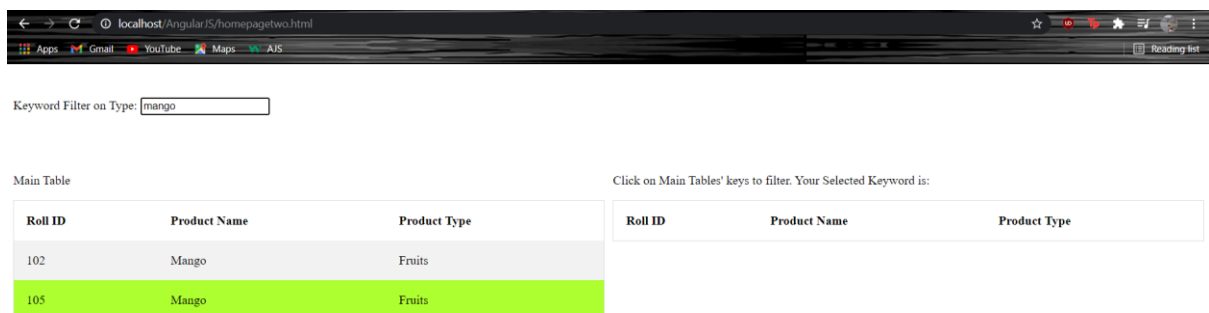 localhost/AngularJS/homepagetwo.html
Apps Gmail YouTube Maps AJS Reading list
Keyword Filter on Type: mango
Main Table
Roll ID Product Name Product Type
102 Mango Fruits
105 Mango Fruits
Click on Main Tables' keys to filter. Your Selected Keyword is:
Roll ID Product Name Product Type